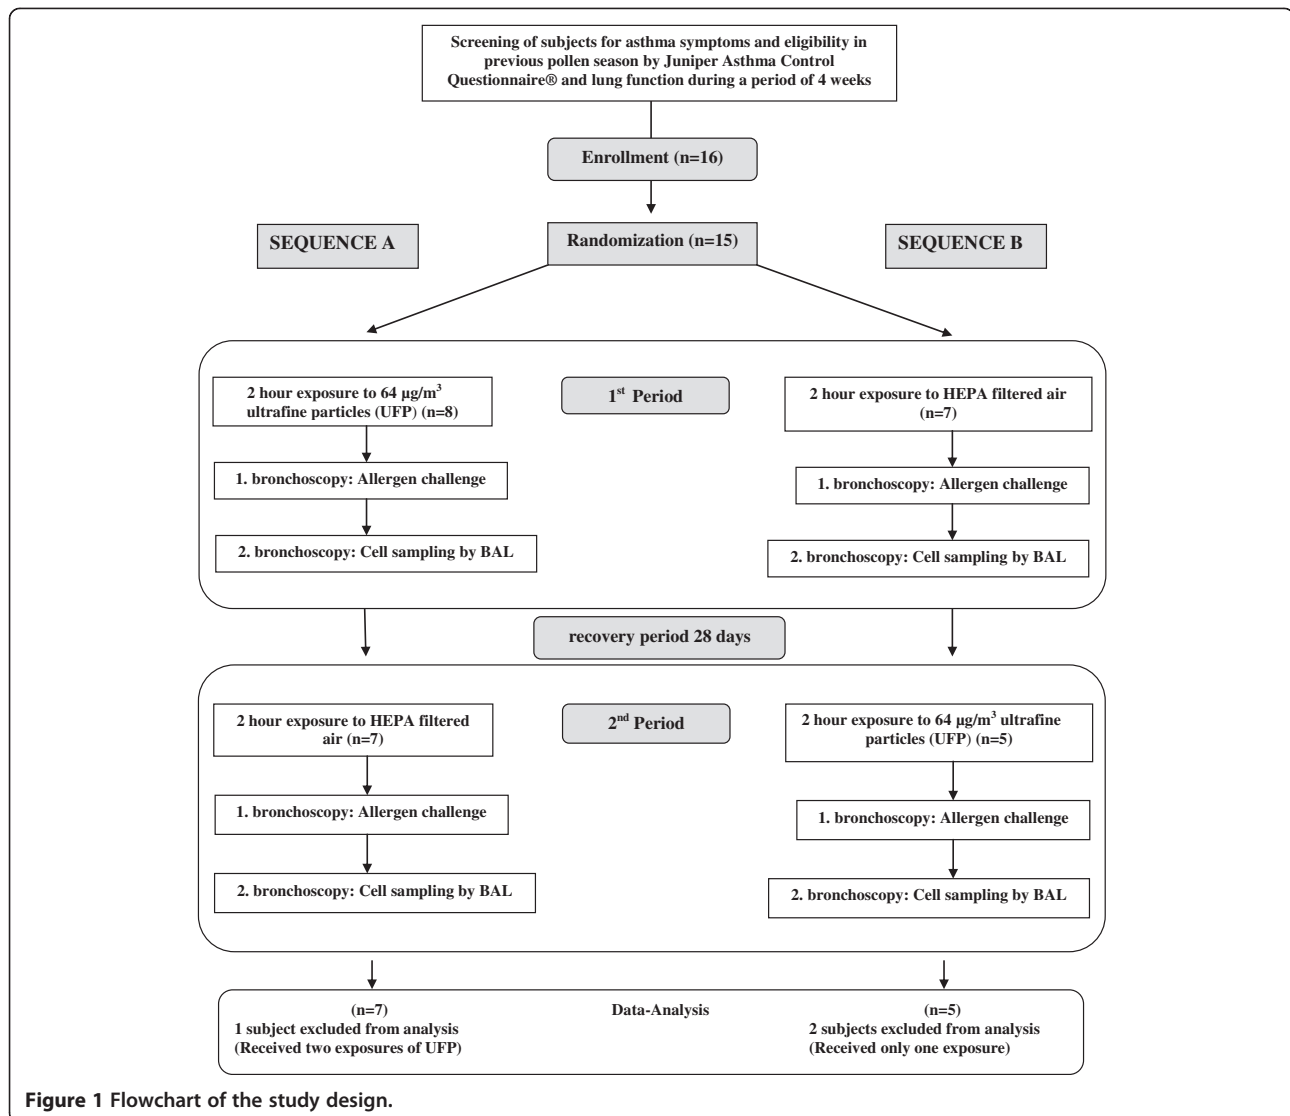 Screening of subjects for asthma symptoms and eligibility in
previous pollen season by Juniper Asthma Control
Questionnaire® and lung function during a period of 4 weeks
Enrollment (n=16)
SEQUENCE A
Randomization (n=15)
SEQUENCE B
2 hour exposure to 64 µg/m³
ultrafine particles (UFP) (n=8)
1st Period
2 hour exposure to HEPA filtered air
(n=7)
1. bronchoscopy: Allergen challenge
1. bronchoscopy: Allergen challenge
2. bronchoscopy: Cell sampling by BAL
2. bronchoscopy: Cell sampling by BAL
recovery period 28 days
2 hour exposure to HEPA filtered
air (n=7)
2nd Period
2 hour exposure to 64 µg/m³ ultrafine
particles (UFP) (n=5)
1. bronchoscopy: Allergen challenge
1. bronchoscopy: Allergen challenge
2. bronchoscopy: Cell sampling by BAL
2. bronchoscopy: Cell sampling by BAL
(n=7)
1 subject excluded from analysis
(Received two exposures of UFP)
Data-Analysis
(n=5)
2 subjects excluded from analysis
(Received only one exposure)
Figure 1 Flowchart of the study design.